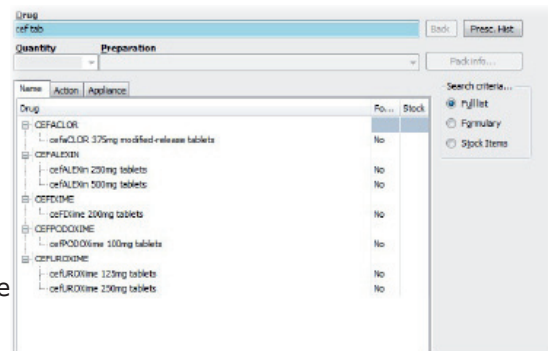 Drug
cef tab
Back
Presc. Hist
Quantity
Preparation
Pack info...
Name
Action
Appliance
Search criteria...
Full list
Formulary
Stock Items
Drug
Fo...
Stock
CEFACLOR
cefaCLOR 375mg modified-release tablets No
CEFALEXIN
cefALEXin 250mg tablets No
cefALEXin 500mg tablets No
CEFIXIME
cefIXime 200mg tablets No
CEFPODOXIME
cefPODOXime 100mg tablets No
CEFUROXIME
cefUROXime 125mg tablets No
cefUROXime 250mg tablets No
e